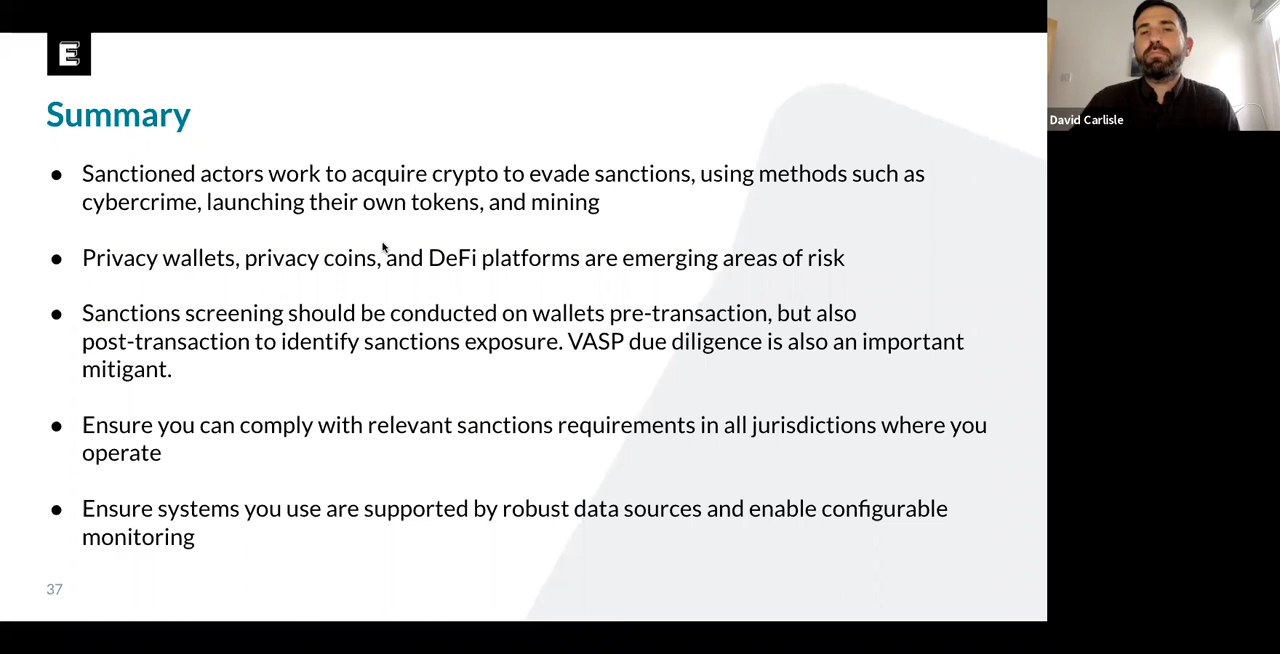 E
Summary
● Sanctioned actors work to acquire crypto to evade sanctions, using methods such as
cybercrime, launching their own tokens, and mining
● Privacy wallets, privacy coins, and DeFi platforms are emerging areas of risk
● Sanctions screening should be conducted on wallets pre-transaction, but also
post-transaction to identify sanctions exposure. VASP due diligence is also an important
mitigant.
● Ensure you can comply with relevant sanctions requirements in all jurisdictions where you
operate
● Ensure systems you use are supported by robust data sources and enable configurable
monitoring
37
David Carlisle